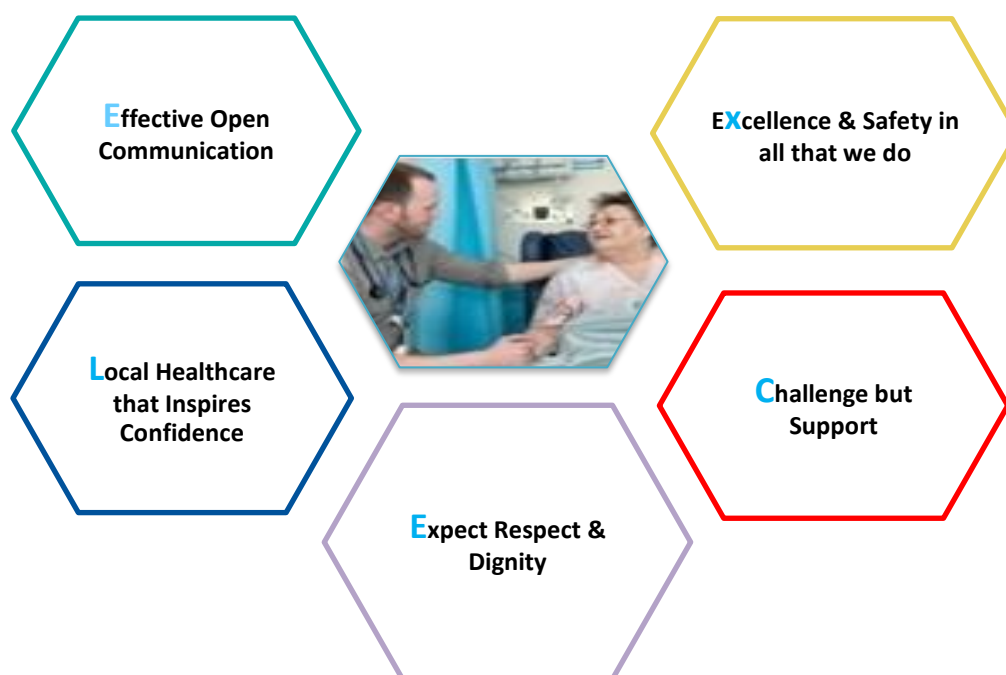 Effective Open
Communication
EXcellence & Safety in
all that we do
Local Healthcare
that Inspires
Confidence
Challenge but
Support
Expect Respect &
Dignity